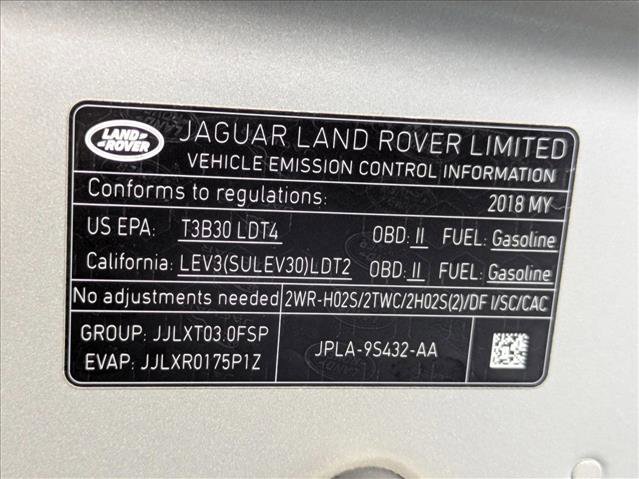 LAND ROVER
JAGUAR LAND ROVER LIMITED
VEHICLE EMISSION CONTROL INFORMATION
Conforms to regulations: 2018 MY
US EPA: T3B30 LDT4 OBD: II FUEL: Gasoline
California: LEV3(SULEV30)LDT2 OBD: II FUEL: Gasoline
No adjustments needed 2WR-HO2S/2TWC/2HO2S(2)/DF I/SC/CAC
GROUP: JJLXT03.0FSP
EVAP: JJLXR0175P1Z
JPLA-9S432-AA